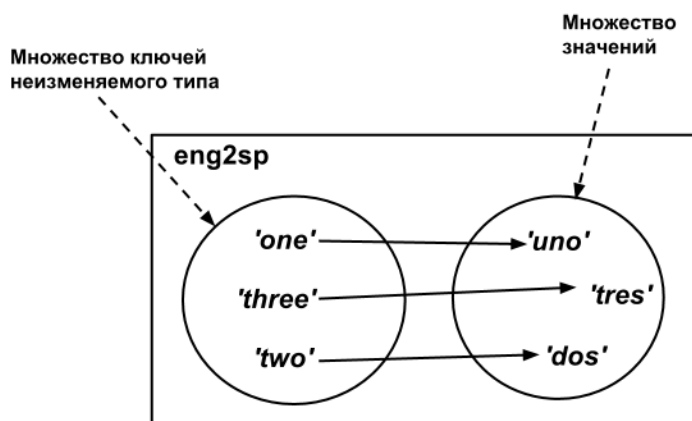 Множество
значений
Множество ключей
неизменяемого типа
eng2sp
'one'
'uno'
'three'
'tres'
'two'
'dos'